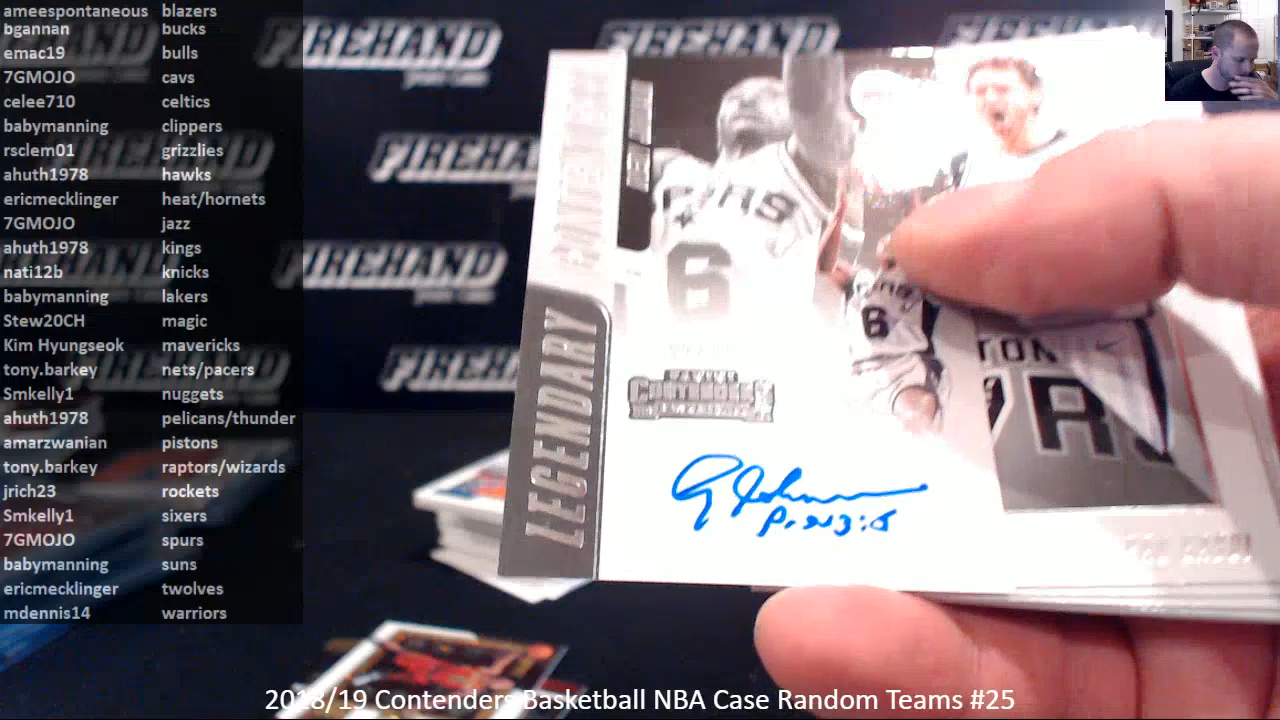 ameespontaneous blazers
bgannan bucks
emac19 bulls
7GMOJO cavs
celee710 celtics
babymanning clippers
rsclem01 grizzlies
ahuth1978 hawks
ericmecklinger heat/hornets
7GMOJO jazz
ahuth1978 kings
nati12b knicks
babymanning lakers
Stew20CH magic
Kim Hyungseok mavericks
tony.barkey nets/pacers
Smkelly1 nuggets
ahuth1978 pelicans/thunder
amarzwanian pistons
tony.barkey raptors/wizards
jrich23 rockets
Smkelly1 sixers
7GMOJO spurs
babymanning suns
ericmecklinger twolves
mdennis14 warriors
FIREHAND
FIREHAND
FIREHAND
FIREHAND
LEGENDARY
6
6
PANINI
CONTENDERS
2018/19 Contenders Basketball NBA Case Random Teams #25